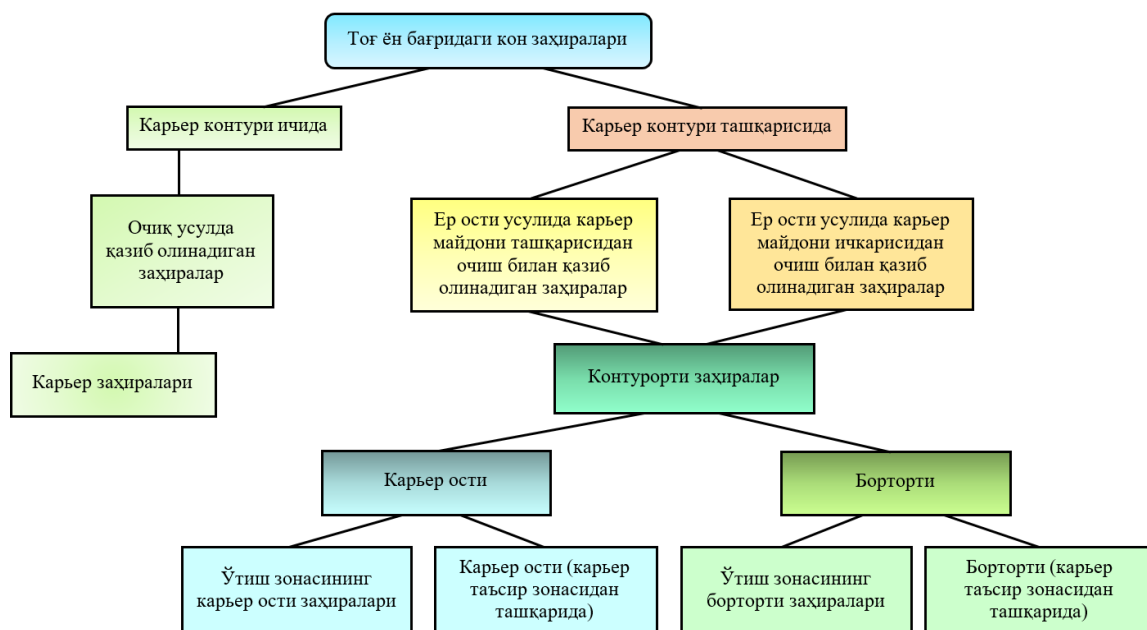 Тоғ ён бағридаги кон заҳиралари
Карьер контури ичида
Карьер контури ташқарисида
Очиқ усулда
қазиб олинадиган
заҳиралар
Ер ости усулида карьер
майдони ташқарисидан
очиш билан қазиб
олинадиган заҳиралар
Ер ости усулида карьер
майдони ичкарисидан
очиш билан қазиб
олинадиган заҳиралар
Карьер заҳиралари
Контурорти заҳиралар
Карьер ости
Борторти
Ўтиш зонасининг
карьер ости заҳиралари
Карьер ости (карьер
таъсир зонасидан
ташқарида)
Ўтиш зонасининг
борторти заҳиралари
Борторти (карьер
таъсир зонасидан
ташқарида)